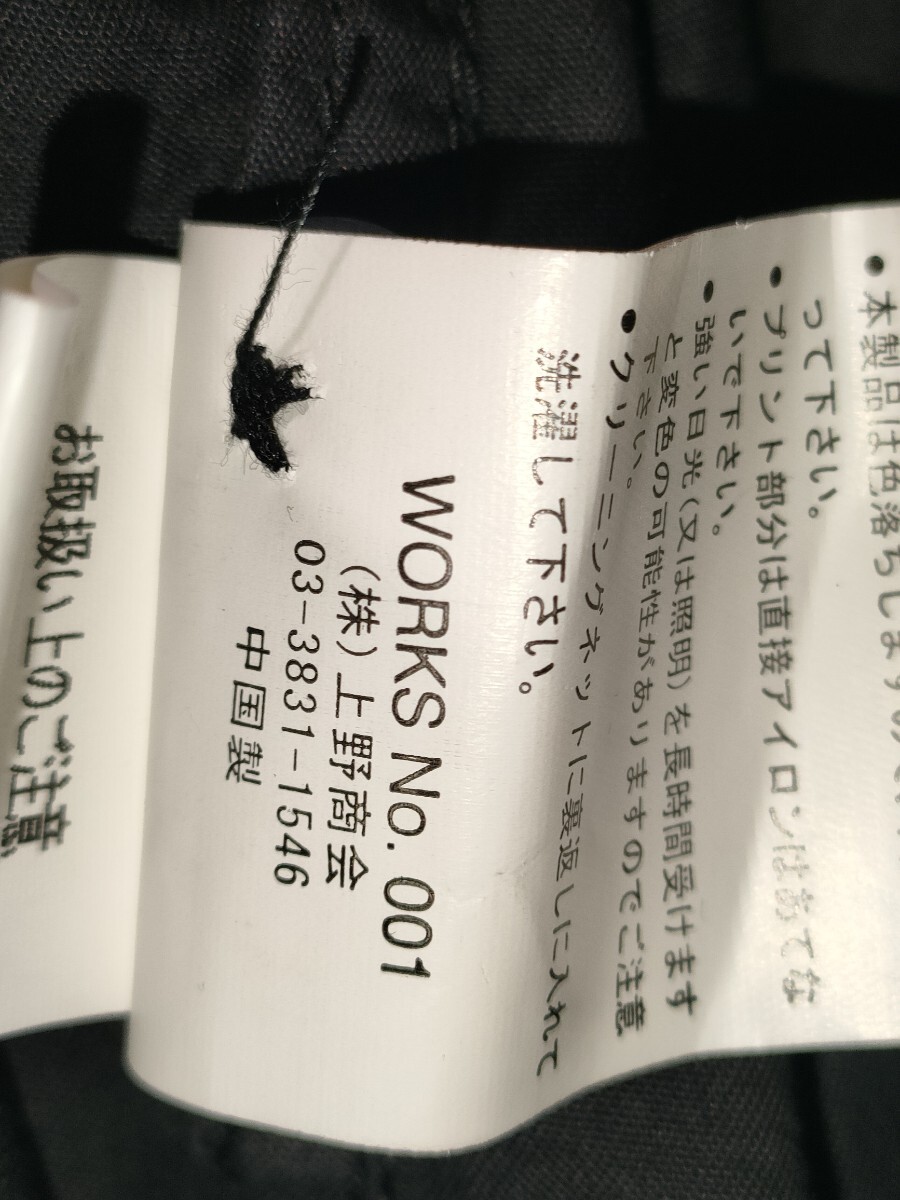 ・本製品は色落ちしますので
って下さい。
・プリント部分は直接アイロンはあてな
いで下さい。
・強い日光(又は照明)を長時間受けます
と変色の可能性がありますのでご注意
下さい。
・クリーニングネットに裏返しに入れて
洗濯して下さい。
WORKS No. 001
(株)上野商会
03-3831-1546
中国製
お取扱い上のご注意